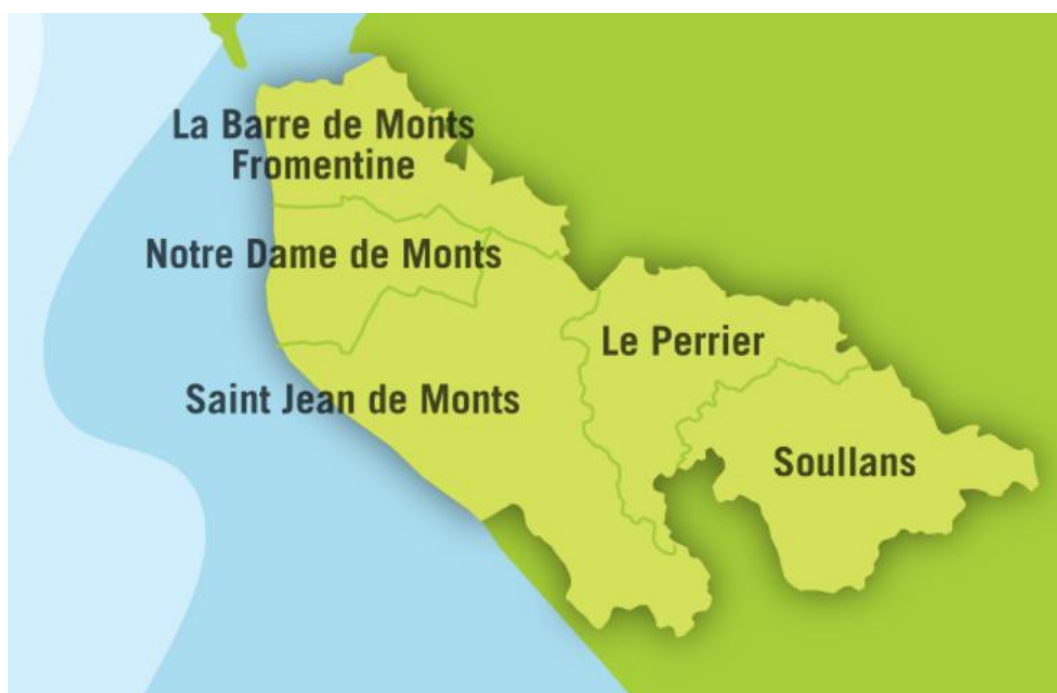 La Barre de Monts
Fromentine
Notre Dame de Monts
Le Perrier
Saint Jean de Monts
Soullans